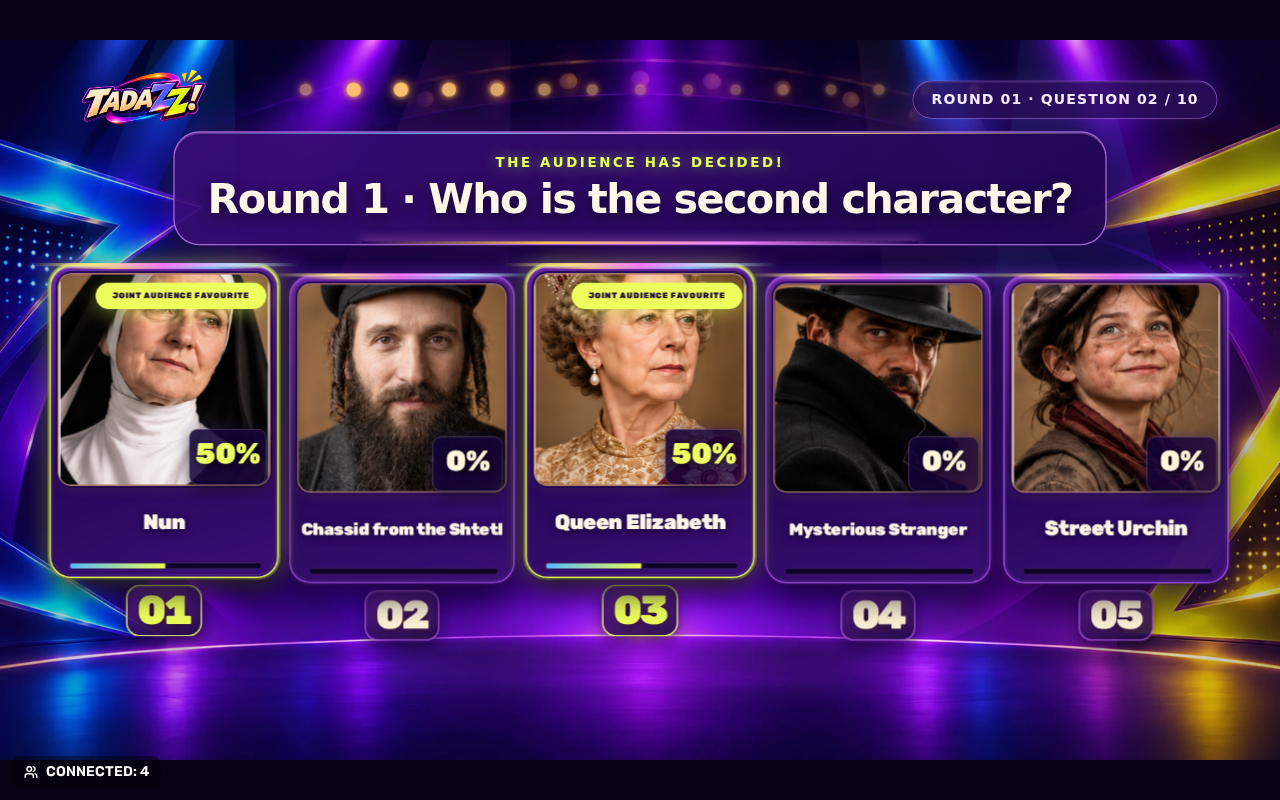 TADAZZ!
ROUND 01 · QUESTION 02 / 10
THE AUDIENCE HAS DECIDED!
Round 1 · Who is the second character?
JOINT AUDIENCE FAVOURITE
50%
Nun
01
0%
Chassid from the Shtetl
02
JOINT AUDIENCE FAVOURITE
50%
Queen Elizabeth
03
0%
Mysterious Stranger
04
0%
Street Urchin
05
CONNECTED: 4